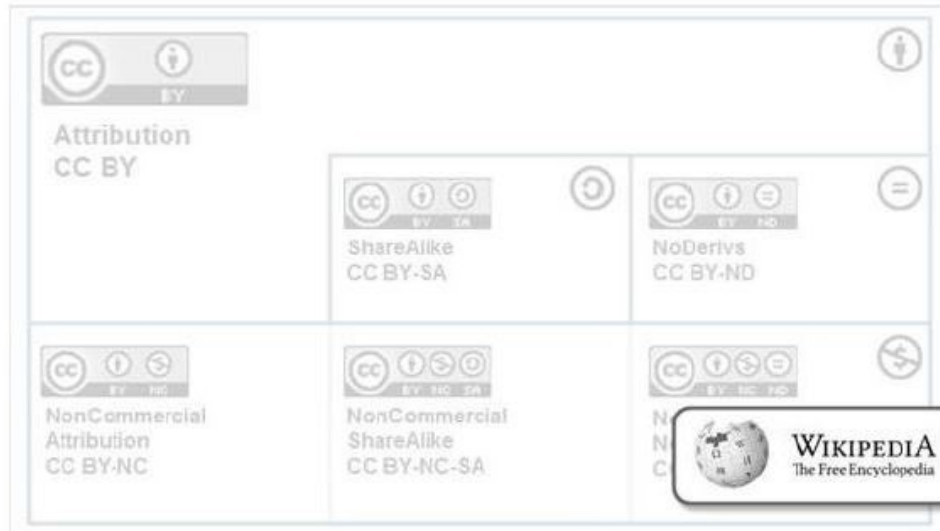 cc
BY
Attribution
CC BY
cc
BY SA
ShareAlike
CC BY-SA
cc
BY ND
NoDerivs
CC BY-ND
cc
BY NC
NonCommercial
Attribution
CC BY-NC
cc
BY NC SA
NonCommercial
ShareAlike
CC BY-NC-SA
cc
BY NC ND
WIKIPEDIA
The Free Encyclopedia